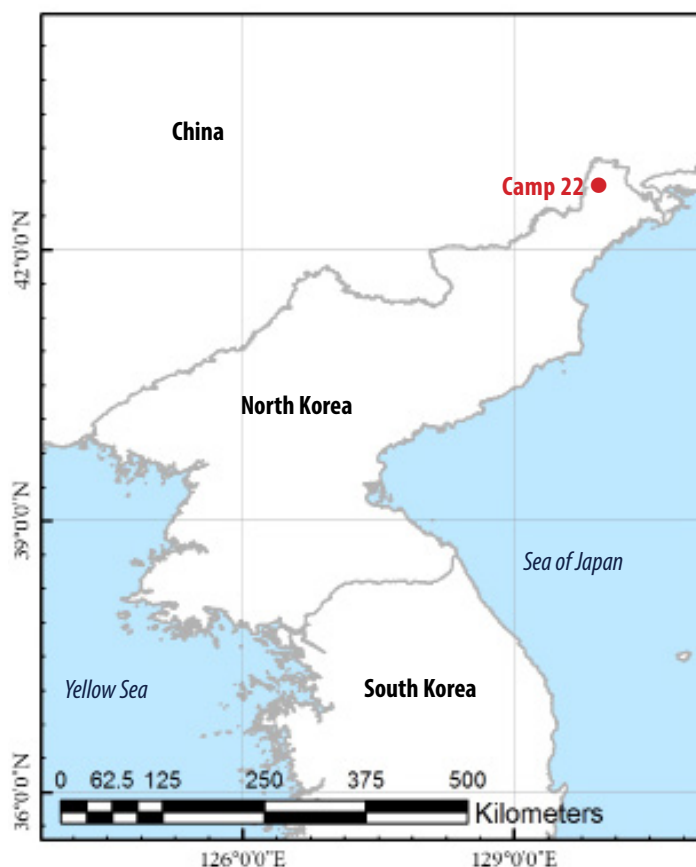 China
Camp 22
42°0'0"N
North Korea
39°0'0"N
Sea of Japan
Yellow Sea
South Korea
0 62.5 125 250 375 500
Kilometers
36°0'0"N
126°0'0"E 129°0'0"E